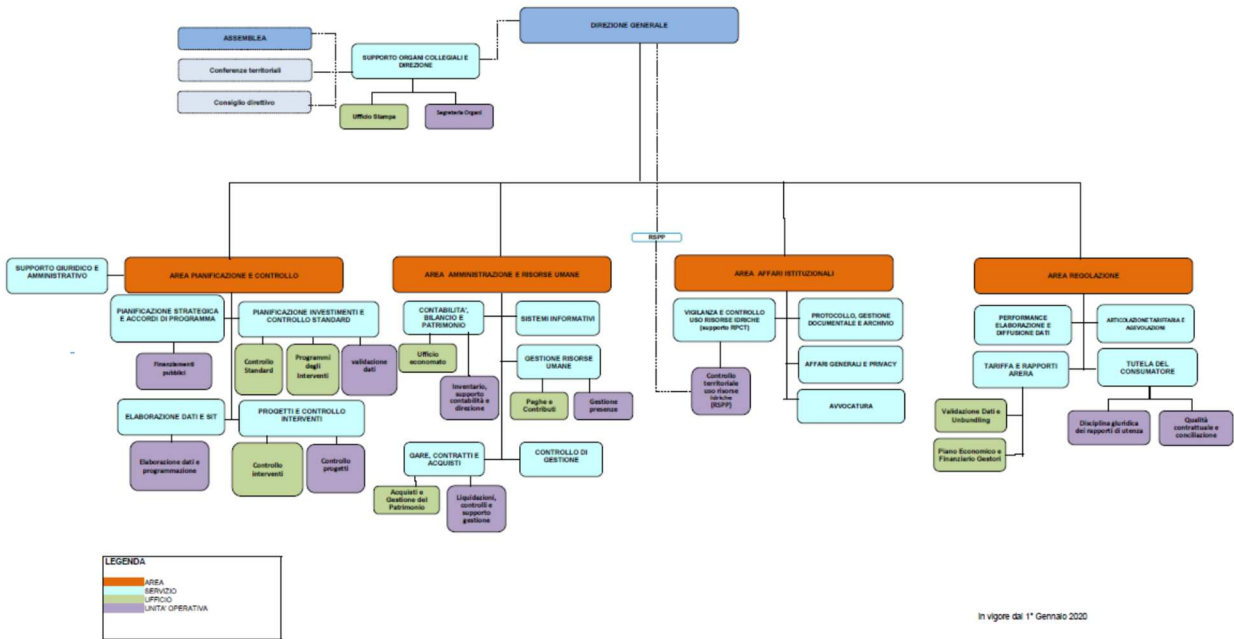 DIREZIONE GENERALE
ASSEMBLEA
Conferenze territoriali
Consiglio direttivo
SUPPORTO ORGANI COLLEGIALI E
DIREZIONE
Ufficio Stampa
Segreteria Organi
RSPP
SUPPORTO GIURIDICO E
AMMINISTRATIVO
AREA PIANIFICAZIONE E CONTROLLO
PIANIFICAZIONE STRATEGICA
E ACCORDI DI PROGRAMMA
Finanziamenti
pubblici
PIANIFICAZIONE INVESTIMENTI E
CONTROLLO STANDARD
Controllo
Standard
Programmi
degli
Interventi
validazione
dati
ELABORAZIONE DATI E SIT
Elaborazione dati e
programmazione
PROGETTI E CONTROLLO
INTERVENTI
Controllo
interventi
Controllo
progetti
AREA AMMINISTRAZIONE E RISORSE UMANE
CONTABILITA',
BILANCIO E
PATRIMONIO
Ufficio
economato
Inventario,
supporto
contabilità e
direzione
SISTEMI INFORMATIVI
GESTIONE RISORSE
UMANE
Paghe e
Contributi
Gestione
presenze
GARE, CONTRATTI E
ACQUISTI
Acquisti e
Gestione del
Patrimonio
Liquidazioni,
controlli e
supporto
gestione
CONTROLLO DI
GESTIONE
AREA AFFARI ISTITUZIONALI
VIGILANZA E CONTROLLO
USO RISORSE IDRICHE
(supporto RPCT)
Controllo
territoriale
uso risorse
idriche
(RSPP)
PROTOCOLLO, GESTIONE
DOCUMENTALE E ARCHIVIO
AFFARI GENERALI E PRIVACY
AVVOCATURA
AREA REGOLAZIONE
PERFORMANCE
ELABORAZIONE E
DIFFUSIONE DATI
ARTICOLAZIONE TARIFFARIA E
AGEVOLAZIONI
TARIFFA E RAPPORTI
ARERA
Validazione Dati e
Unbundling
Piano Economico e
Finanziario Gestori
TUTELA DEL
CONSUMATORE
Disciplina giuridica
dei rapporti di utenza
Qualità
contrattuale e
conciliazione
LEGENDA
AREA
SERVIZIO
UFFICIO
UNITA' OPERATIVA
In vigore dal 1° Gennaio 2020